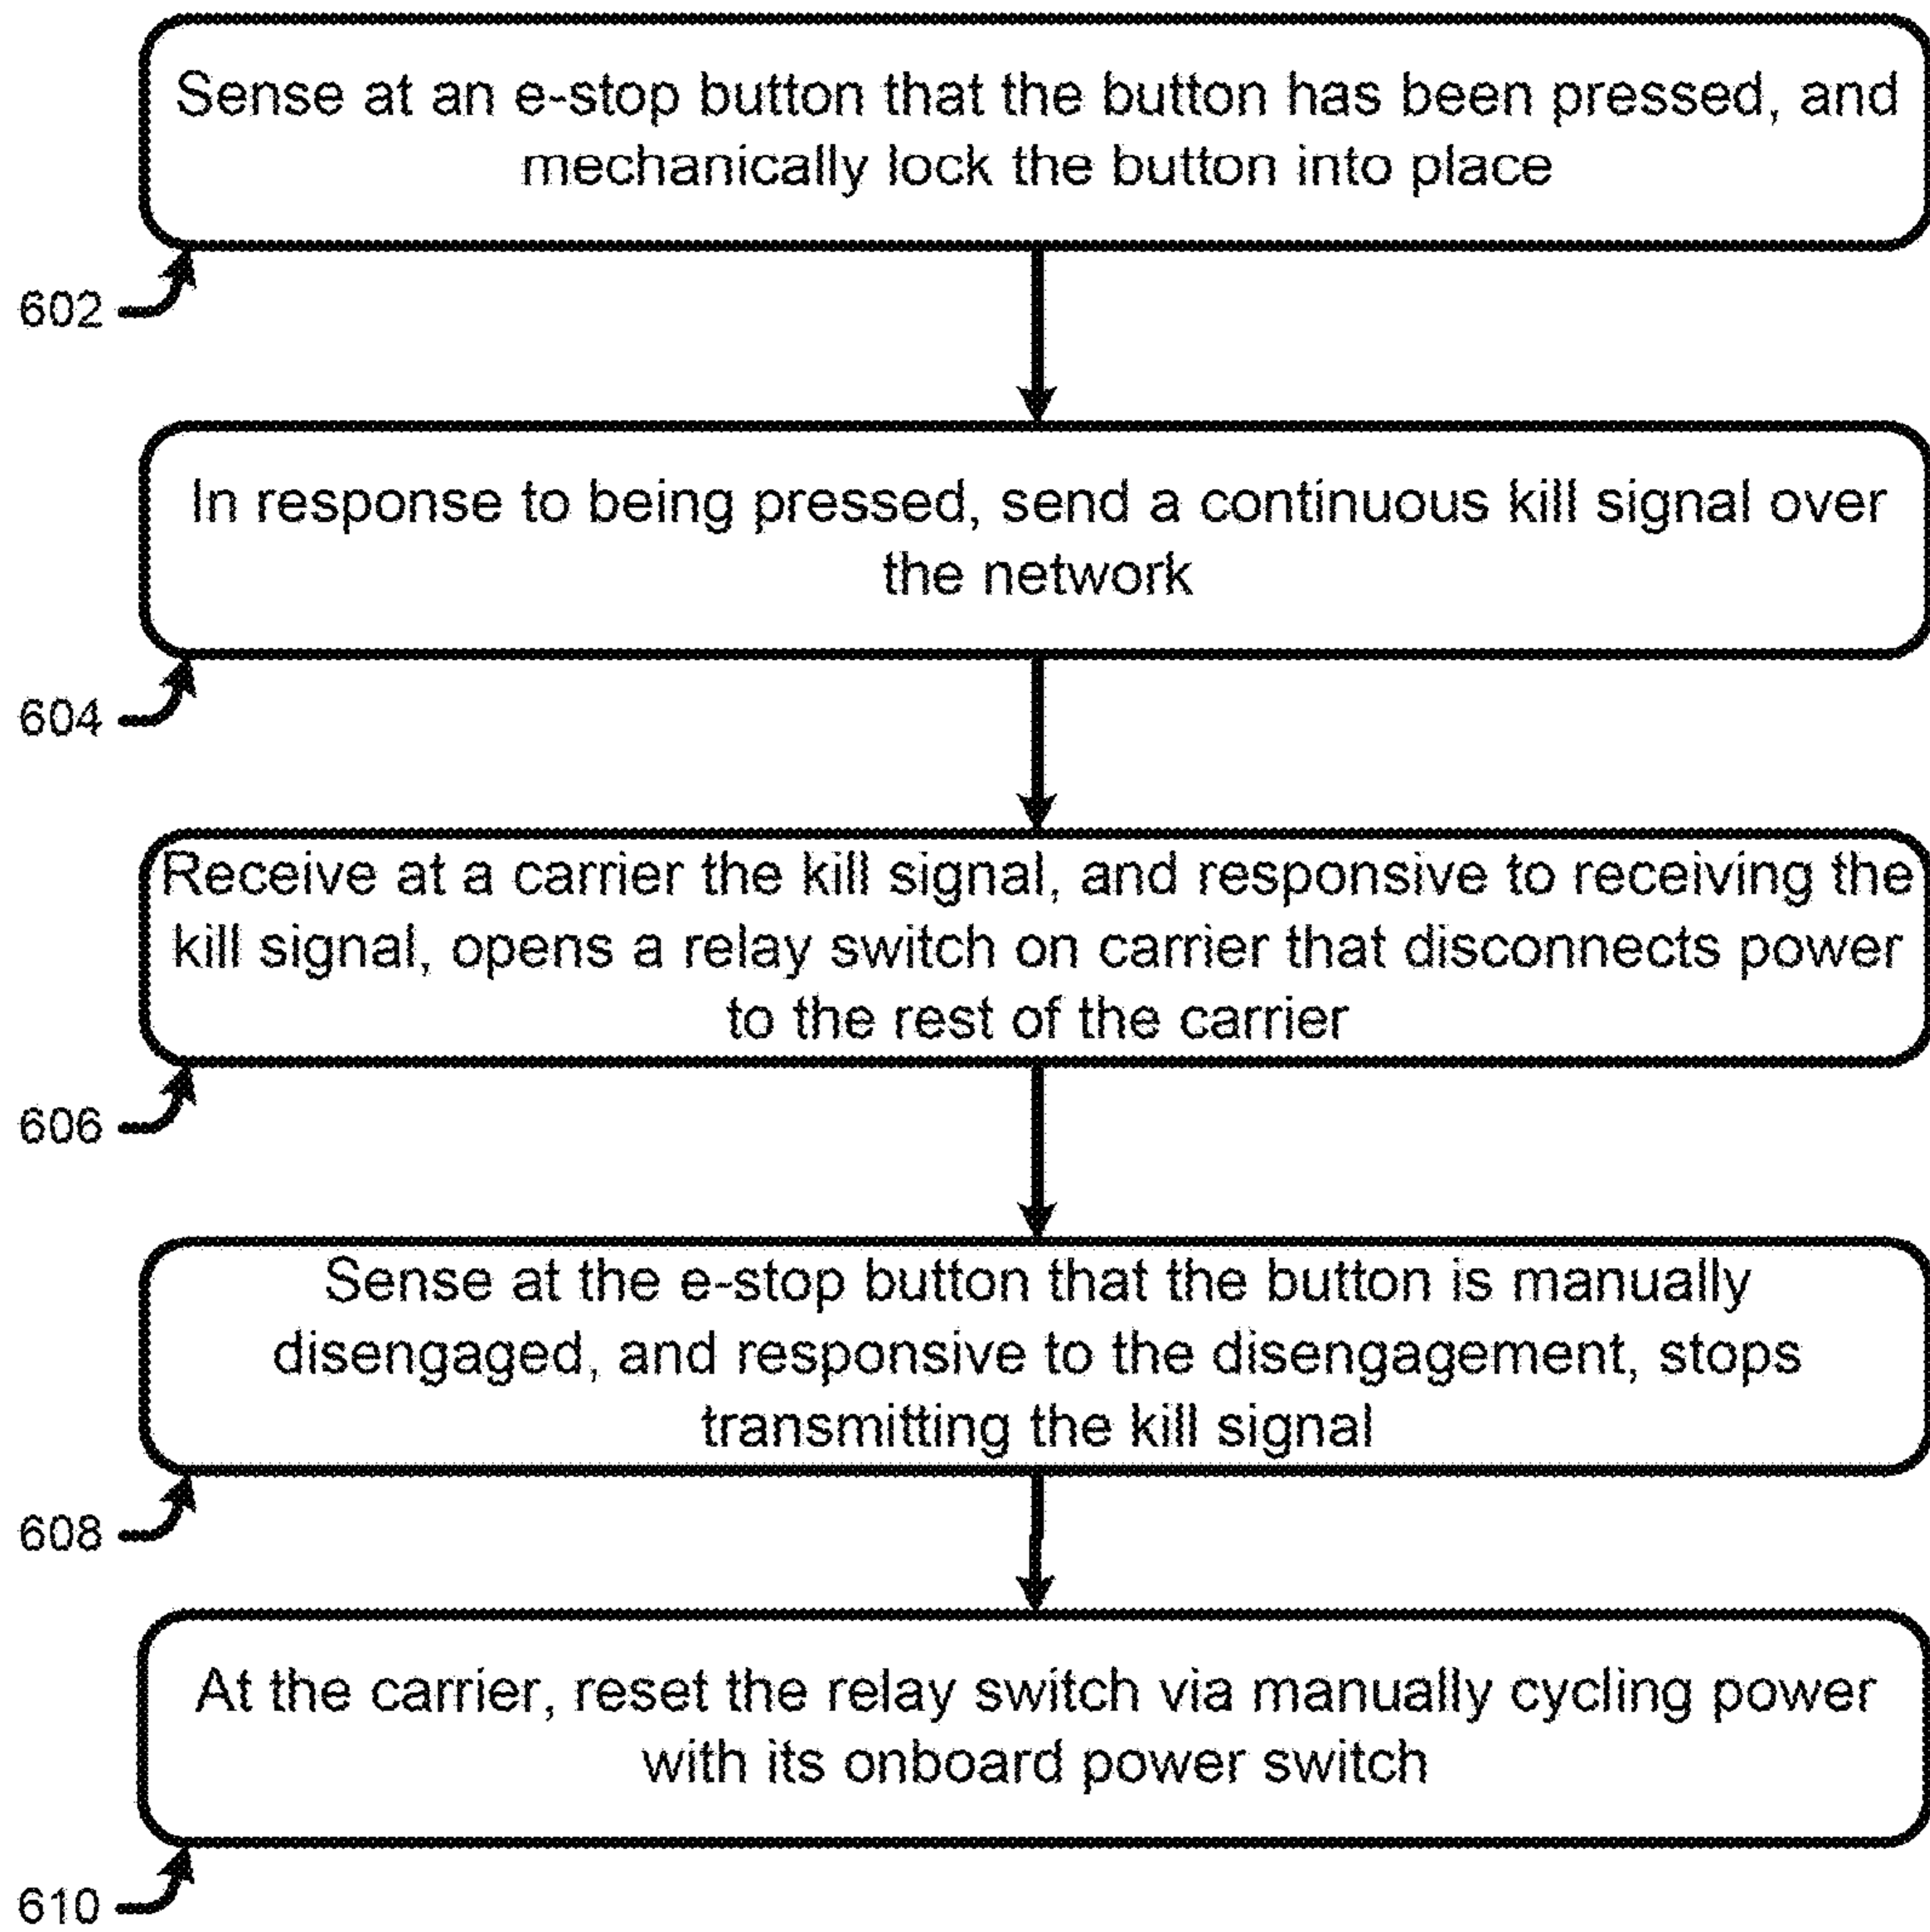 Sense at an e-stop button that the button has been pressed, and
mechanically lock the button into place
602
In response to being pressed, send a continuous kill signal over
the network
604
Receive at a carrier the kill signal, and responsive to receiving the
kill signal, opens a relay switch on carrier that disconnects power
to the rest of the carrier
606
Sense at the e-stop button that the button is manually
disengaged, and responsive to the disengagement, stops
transmitting the kill signal
608
At the carrier, reset the relay switch via manually cycling power
with its onboard power switch
610